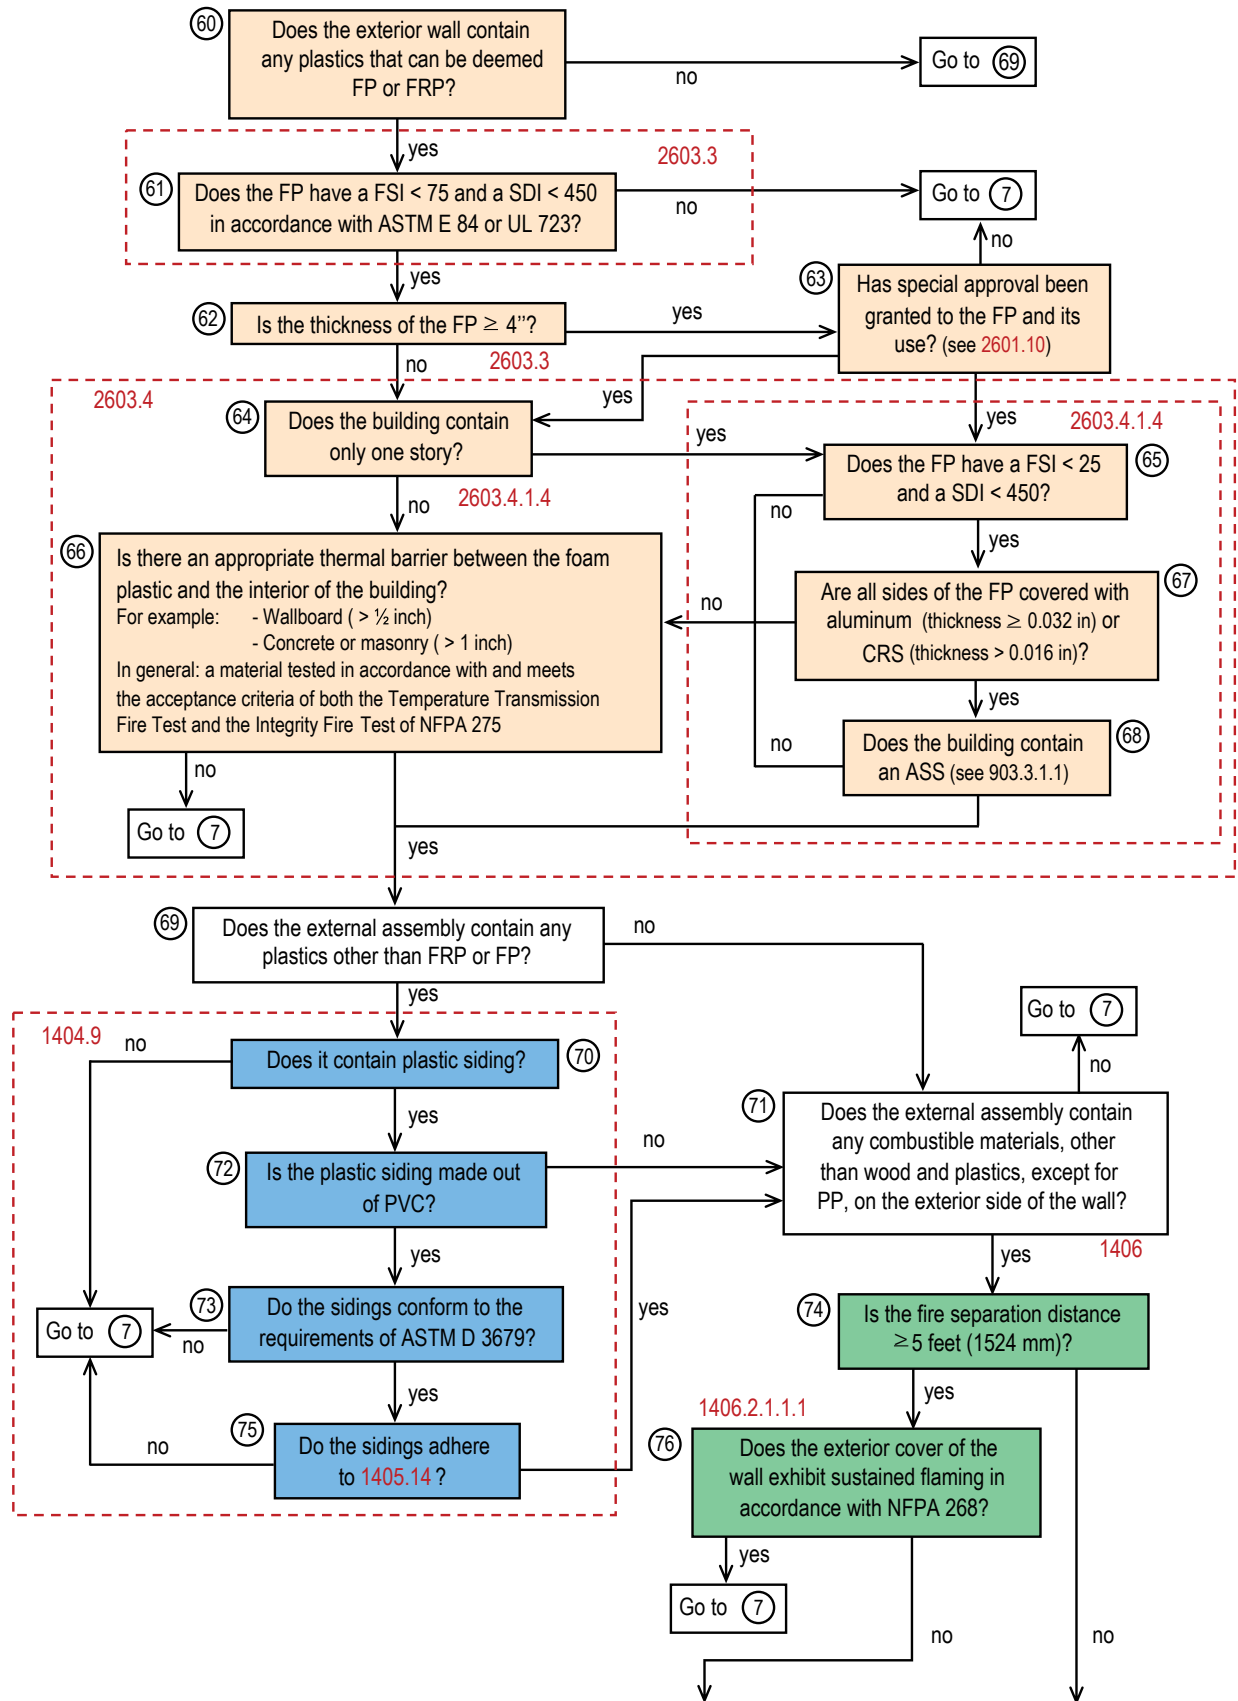 60
Does the exterior wall contain
any plastics that can be deemed
FP or FRP?
no
Go to 69
yes
2603.3
61
Does the FP have a FSI < 75 and a SDI < 450
in accordance with ASTM E 84 or UL 723?
no
Go to 7
no
yes
63
Has special approval been
granted to the FP and its
use? (see 2601.10)
62
Is the thickness of the FP ≥ 4’’?
yes
no
2603.3
2603.4
yes
yes
2603.4.1.4
64
Does the building contain
only one story?
yes
65
Does the FP have a FSI < 25
and a SDI < 450?
no
2603.4.1.4
no
yes
66
Is there an appropriate thermal barrier between the foam
plastic and the interior of the building?
For example: - Wallboard ( > ½ inch)
- Concrete or masonry ( > 1 inch)
In general: a material tested in accordance with and meets
the acceptance criteria of both the Temperature Transmission
Fire Test and the Integrity Fire Test of NFPA 275
no
67
Are all sides of the FP covered with
aluminum (thickness ≥ 0.032 in) or
CRS (thickness > 0.016 in)?
yes
68
Does the building contain
an ASS (see 903.3.1.1)
no
no
Go to 7
yes
69
Does the external assembly contain any
plastics other than FRP or FP?
no
yes
1404.9
no
70
Does it contain plastic siding?
Go to 7
no
yes
71
Does the external assembly contain
any combustible materials, other
than wood and plastics, except for
PP, on the exterior side of the wall?
72
Is the plastic siding made out
of PVC?
no
yes
yes
1406
73
Do the sidings conform to the
requirements of ASTM D 3679?
Go to 7
no
yes
74
Is the fire separation distance
≥ 5 feet (1524 mm)?
yes
yes
1406.2.1.1.1
75
Do the sidings adhere
to 1405.14 ?
no
76
Does the exterior cover of the
wall exhibit sustained flaming in
accordance with NFPA 268?
yes
Go to 7
no
no